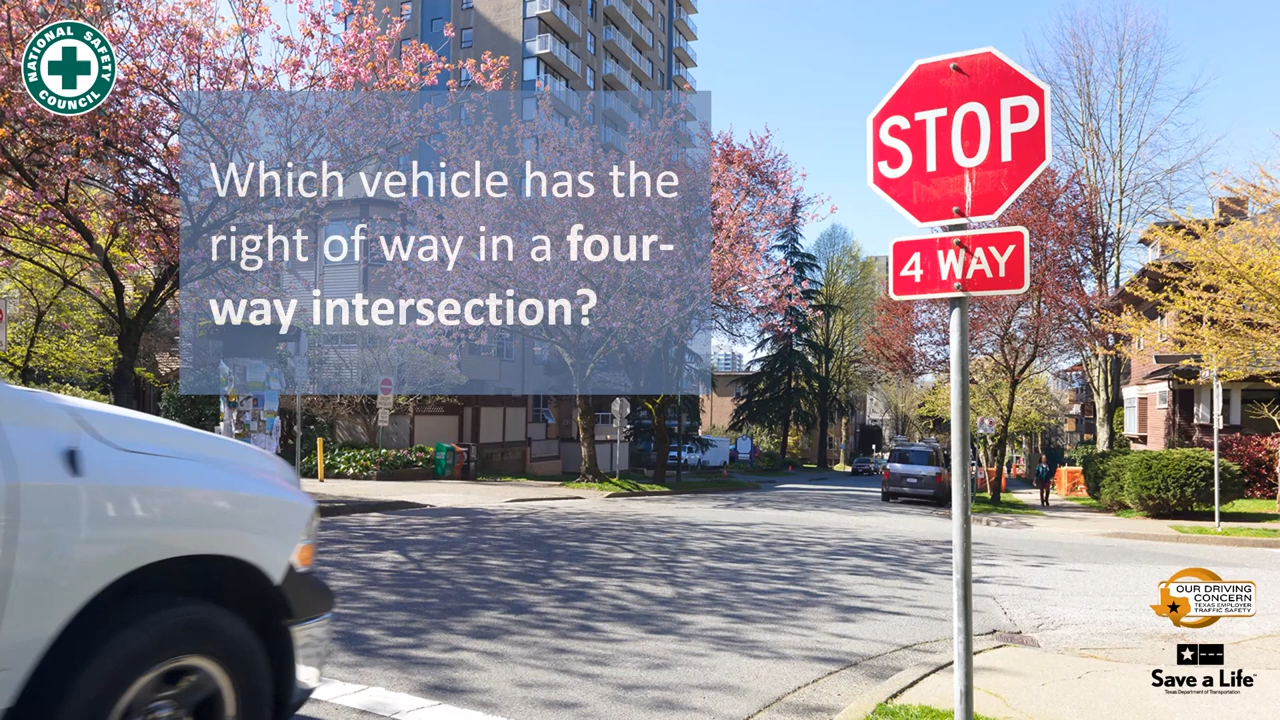 NATIONAL SAFETY
COUNCIL
Which vehicle has the
right of way in a four-
way intersection?
STOP
4 WAY
OUR DRIVING
CONCERN
TEXAS EMPLOYER
TRAFFIC SAFETY
Save a Life
Texas Department of Transportation